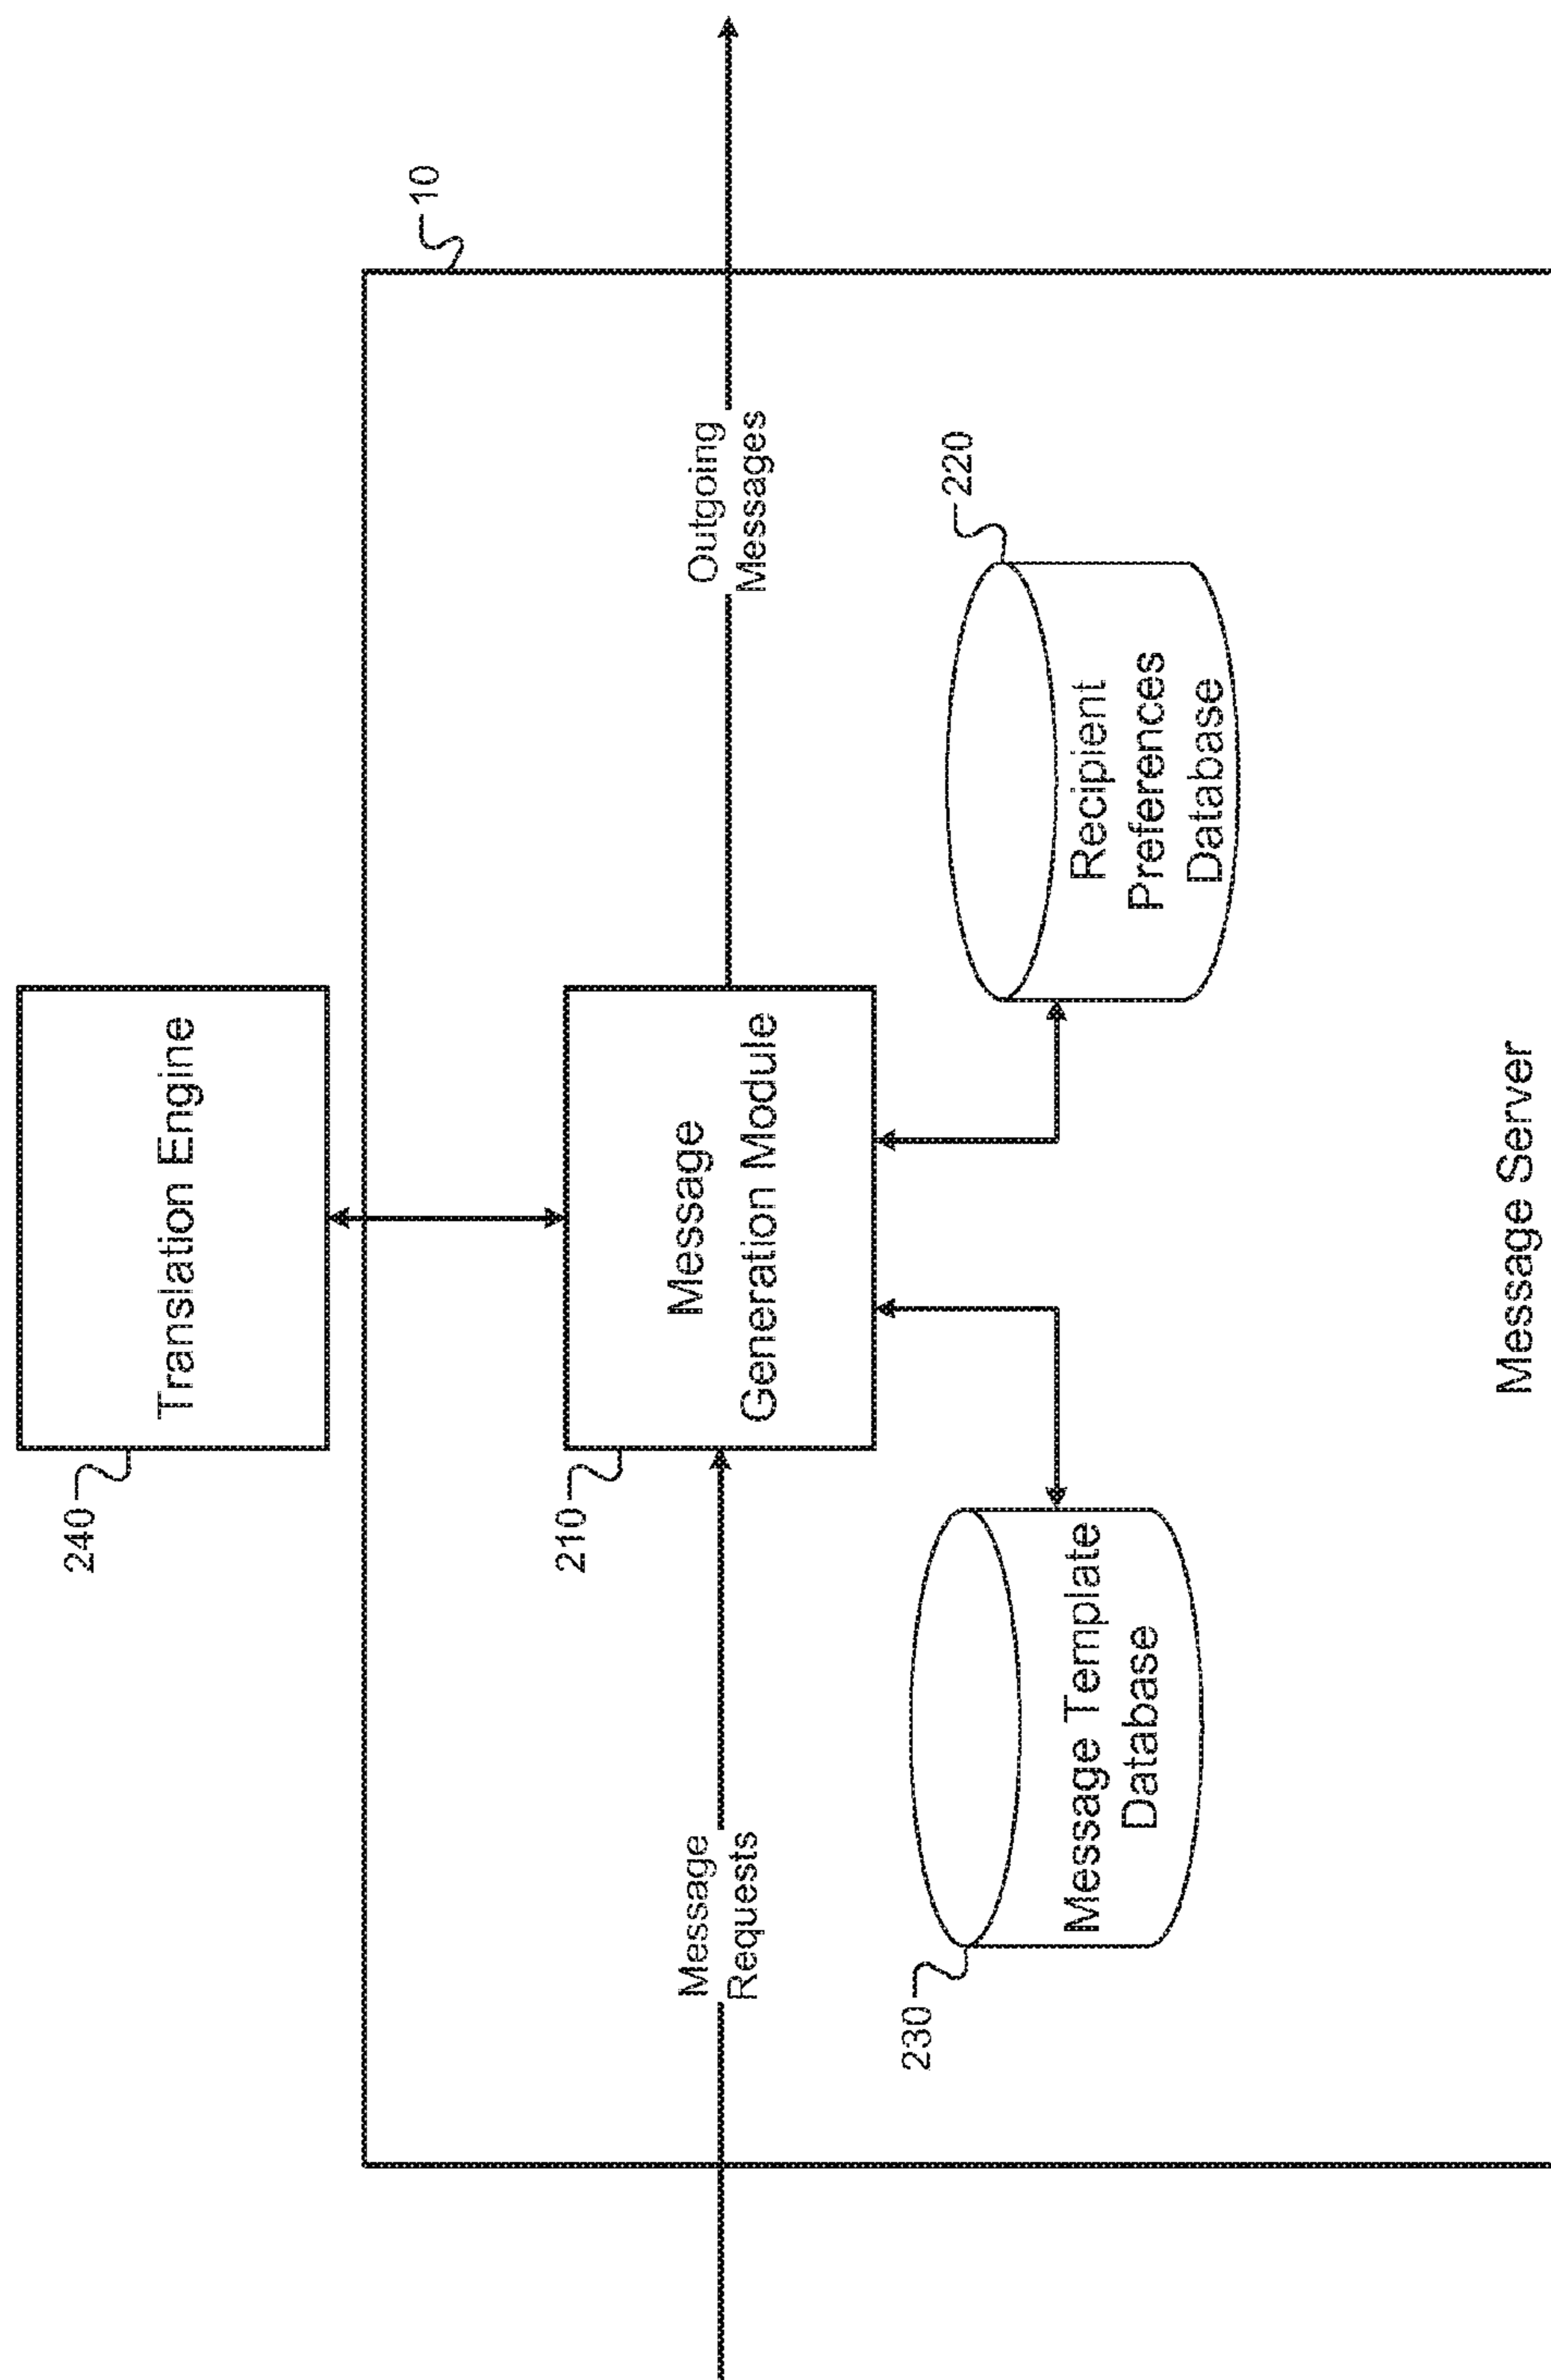 240
Translation Engine
10
210
Message
Generation Module
Message
Requests
Outgoing
Messages
230
Message Template
Database
220
Recipient
Preferences
Database
Message Server